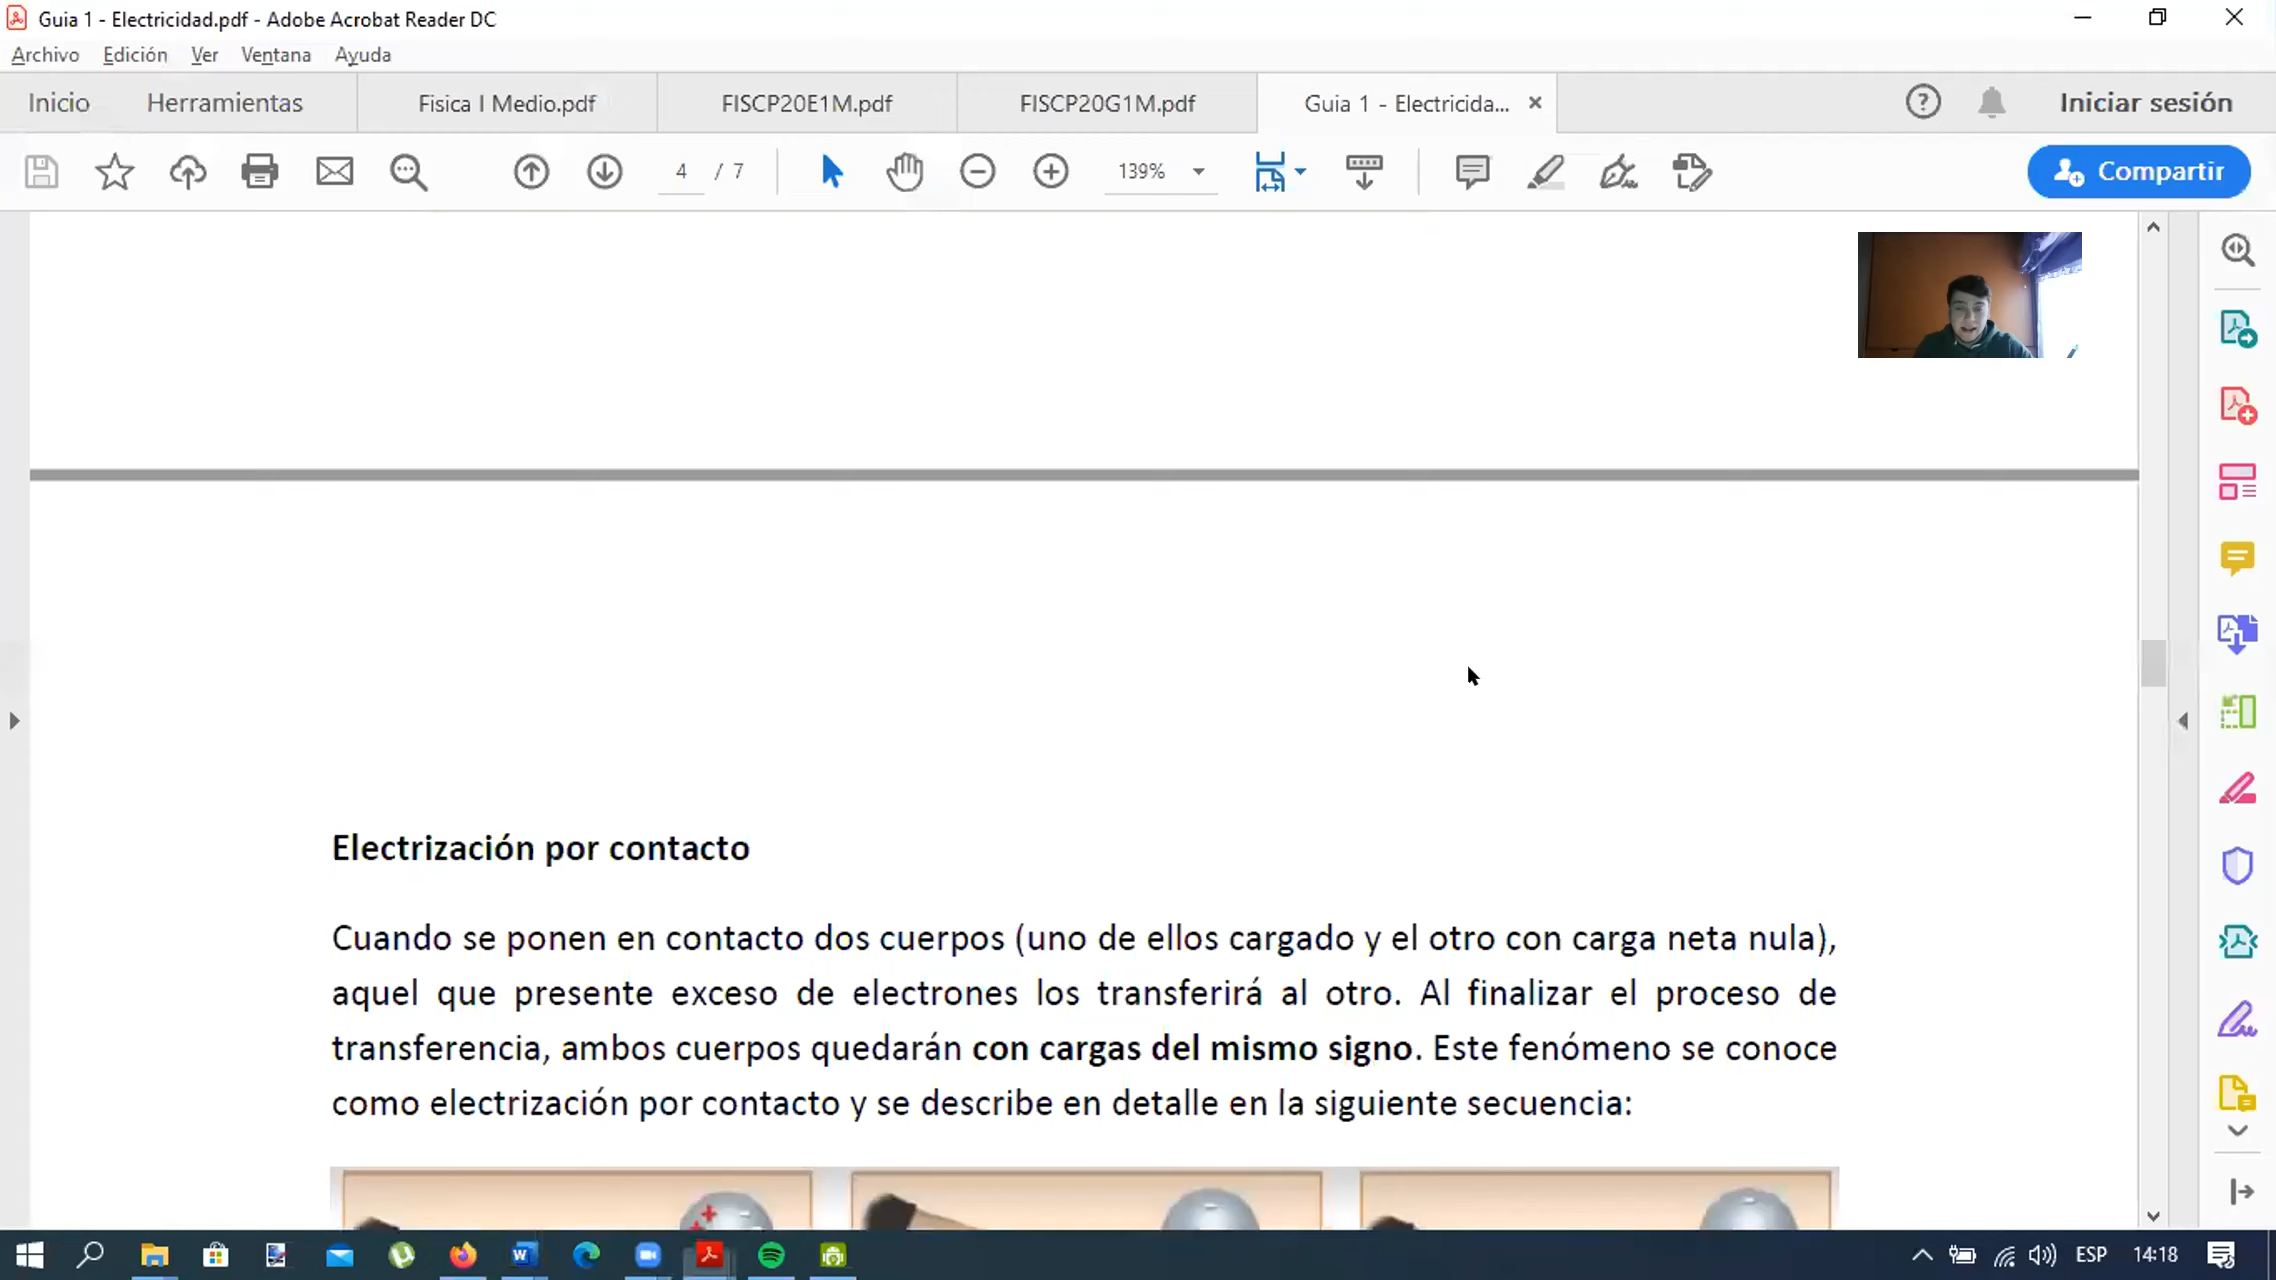 Guia 1 - Electricidad.pdf - Adobe Acrobat Reader DC
Archivo Edición Ver Ventana Ayuda
Inicio Herramientas Fisica I Medio.pdf FISCP20E1M.pdf FISCP20G1M.pdf Guia 1 - Electricida... Iniciar sesión
4 / 7 139% Compartir
Electrización por contacto
Cuando se ponen en contacto dos cuerpos (uno de ellos cargado y el otro con carga neta nula),
aquel que presente exceso de electrones los transferirá al otro. Al finalizar el proceso de
transferencia, ambos cuerpos quedarán con cargas del mismo signo. Este fenómeno se conoce
como electrización por contacto y se describe en detalle en la siguiente secuencia:
ESP 14:18